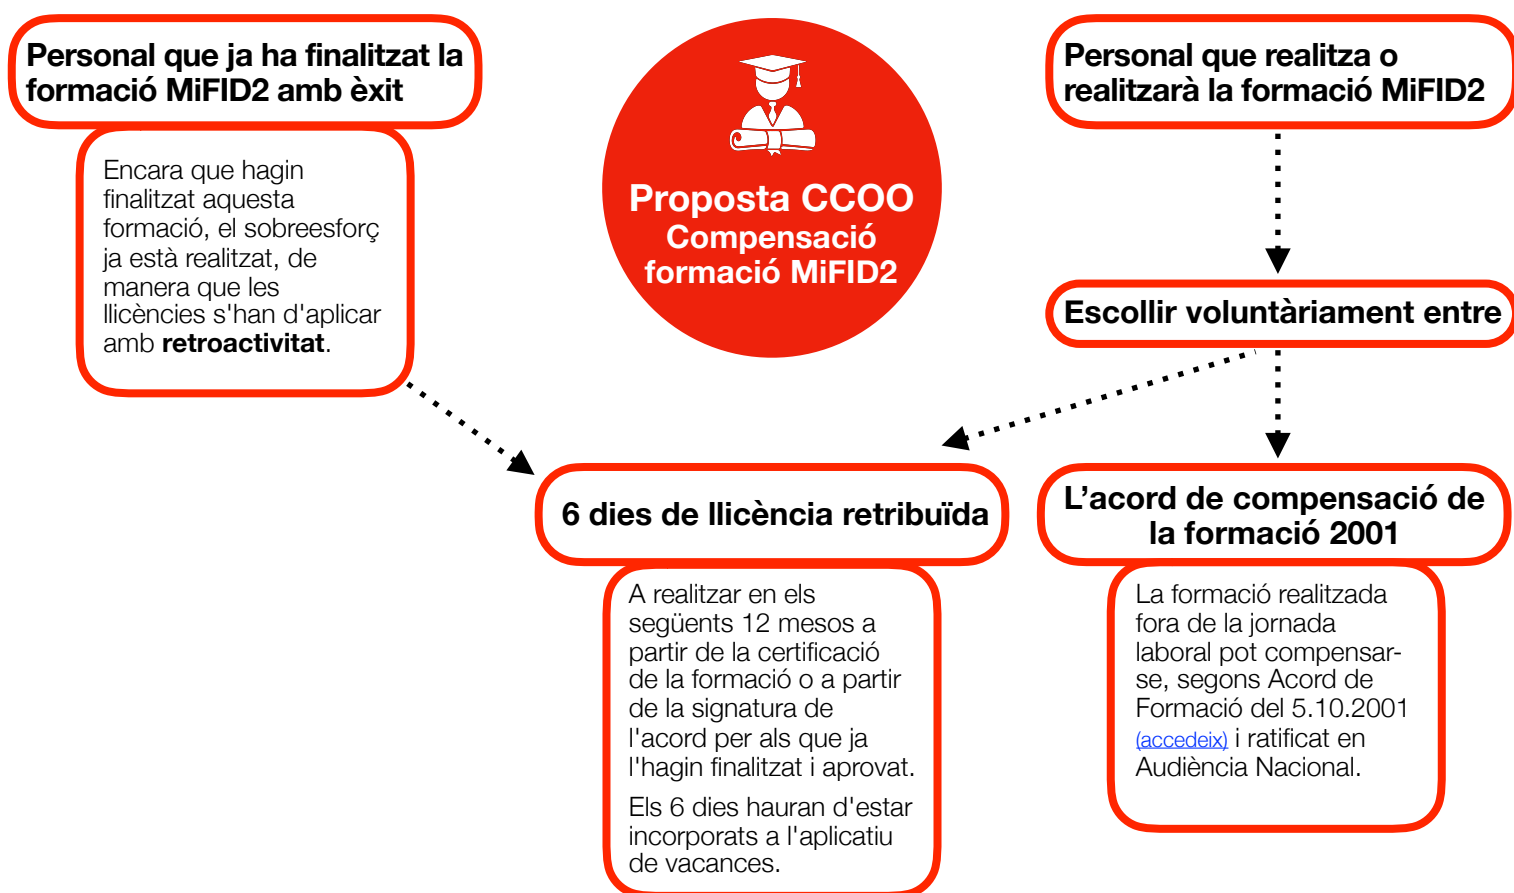 Personal que ja ha finalitzat la
formació MiFID2 amb èxit
Encara que hagin
finalitzat aquesta
formació, el sobreesforç
ja està realitzat, de
manera que les
llicències s'han d'aplicar
amb retroactivitat.
Proposta CCOO
Compensació
formació MiFID2
Personal que realitza o
realitzarà la formació MiFID2
Escollir voluntàriament entre
6 dies de llicència retribuïda
A realitzar en els
següents 12 mesos a
partir de la certificació
de la formació o a partir
de la signatura de
l'acord per als que ja
l'hagin finalitzat i aprovat.
Els 6 dies hauran d'estar
incorporats a l'aplicatiu
de vacances.
L’acord de compensació de
la formació 2001
La formació realitzada
fora de la jornada
laboral pot compensar-
se, segons Acord de
Formació del 5.10.2001
(accedeix) i ratificat en
Audiència Nacional.